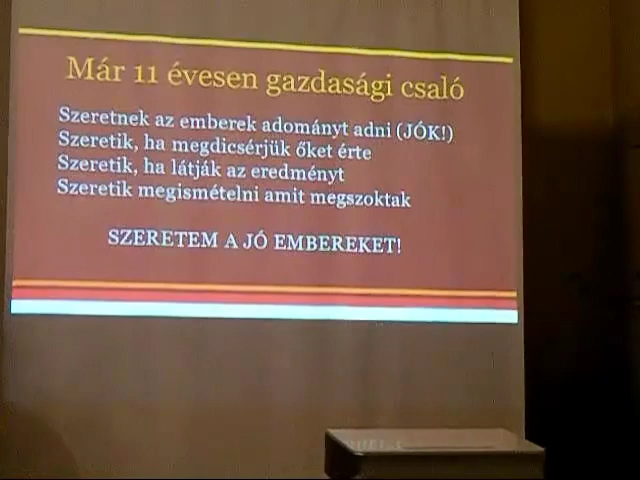 Már 11 évesen gazdasági csaló
Szeretnek az emberek adományt adni (JÓK!)
Szeretik, ha megdicsérjük őket érte
Szeretik, ha látják az eredményt
Szeretik megismételni amit megszoktak
SZERETEM A JÓ EMBEREKET!